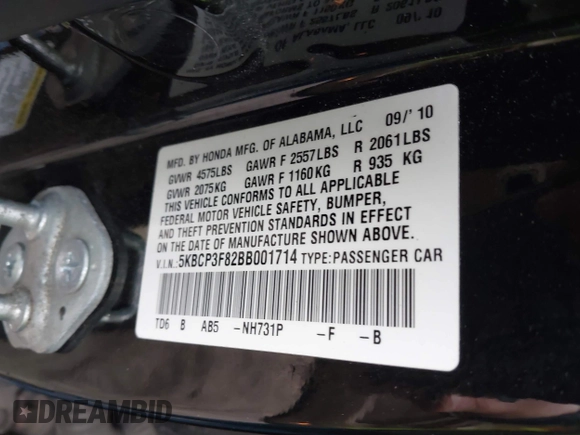 MFD. BY HONDA MFG. OF ALABAMA, LLC 09/'10
GVWR 4575LBS GAWR F 2557LBS R 2061LBS
GVWR 2075KG GAWR F 1160KG R 935 KG
THIS VEHICLE CONFORMS TO ALL APPLICABLE
FEDERAL MOTOR VEHICLE SAFETY, BUMPER,
AND THEFT PREVENTION STANDARDS IN EFFECT
ON THE DATE OF MANUFACTURE SHOWN ABOVE.
V.I.N.: 5KBCP3F82BB001714 TYPE: PASSENGER CAR
TD6 B AB5 -NH731P -F -B
DREAMBID